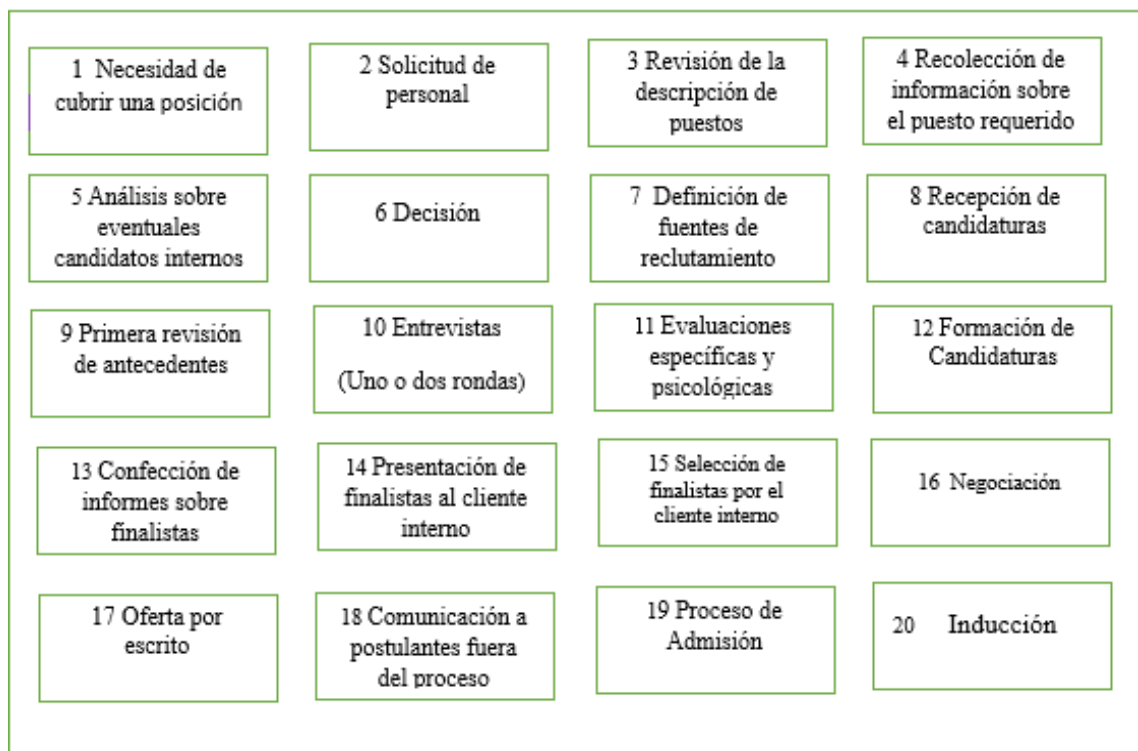 1 Necesidad de
cubrir una posición
2 Solicitud de
personal
3 Revisión de la
descripción de
puestos
4 Recolección de
información sobre
el puesto requerido
5 Análisis sobre
eventuales
candidatos internos
6 Decisión
7 Definición de
fuentes de
reclutamiento
8 Recepción de
candidaturas
9 Primera revisión
de antecedentes
10 Entrevistas
(Uno o dos rondas)
11 Evaluaciones
específicas y
psicológicas
12 Formación de
Candidaturas
13 Confección de
informes sobre
finalistas
14 Presentación de
finalistas al cliente
interno
15 Selección de
finalistas por el
cliente interno
16 Negociación
17 Oferta por
escrito
18 Comunicación a
postulantes fuera
del proceso
19 Proceso de
Admisión
20 Inducción